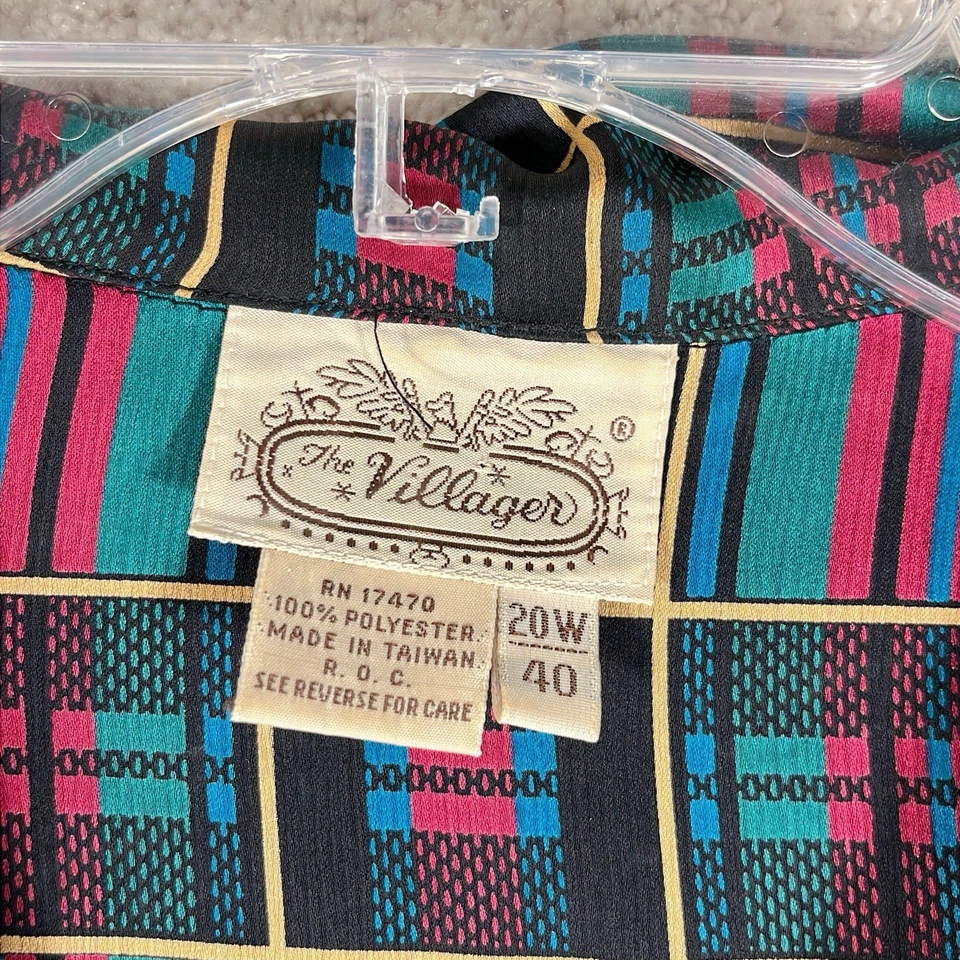 The Villager ®
RN 17470
100% POLYESTER
MADE IN TAIWAN
R. O. C.
SEE REVERSE FOR CARE
20W
40